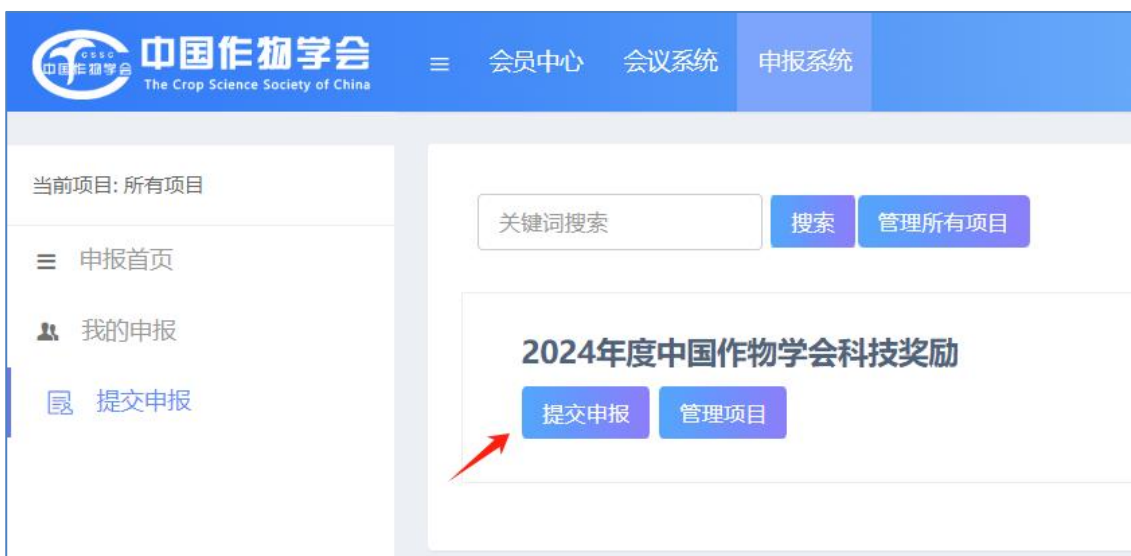 CSSC
中国作物学会
中国作物学会
The Crop Science Society of China
会员中心 会议系统 申报系统
当前项目: 所有项目
申报首页
我的申报
提交申报
关键词搜索 搜索 管理所有项目
2024年度中国作物学会科技奖励
提交申报 管理项目